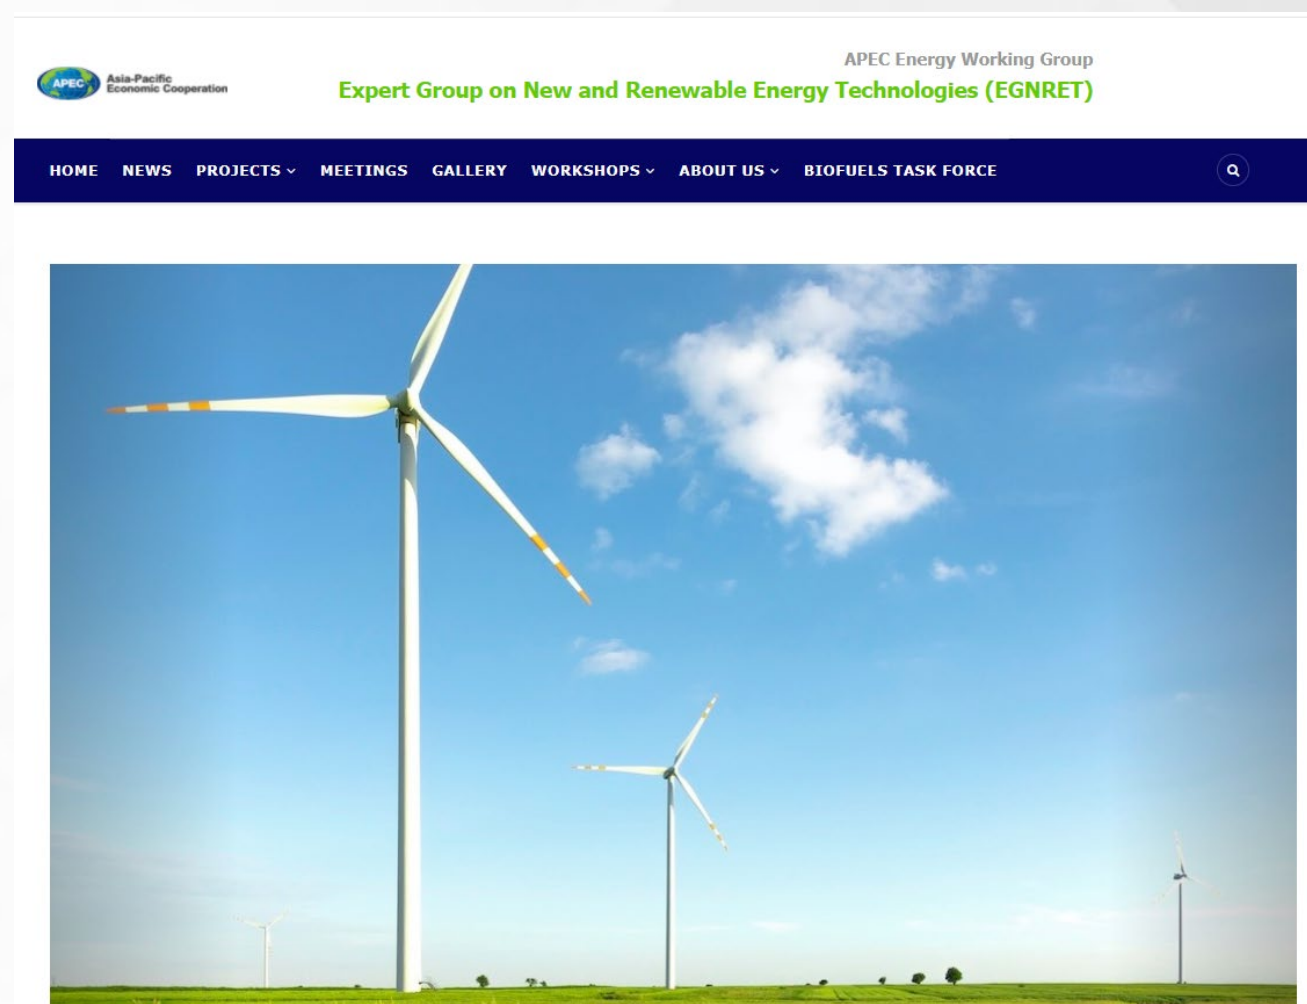 APEC
Asia-Pacific
Economic Cooperation
APEC Energy Working Group
Expert Group on New and Renewable Energy Technologies (EGNRET)
HOME NEWS PROJECTS MEETINGS GALLERY WORKSHOPS ABOUT US BIOFUELS TASK FORCE